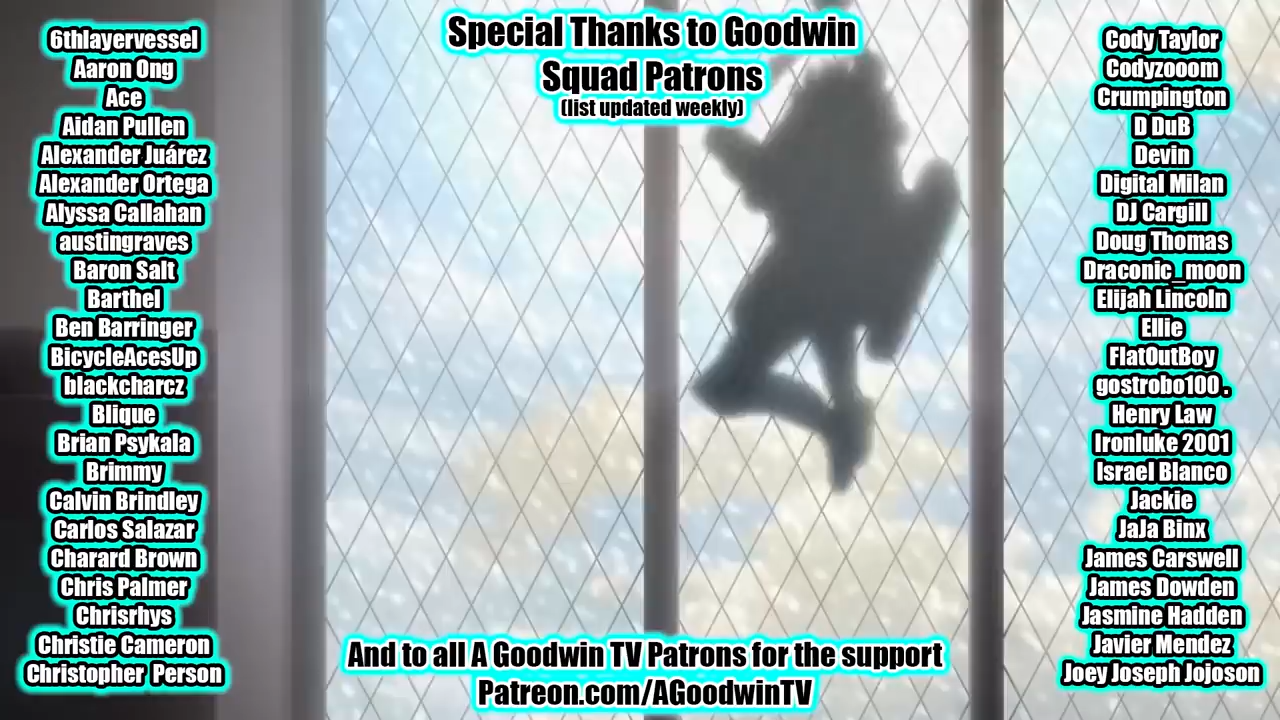 Special Thanks to Goodwin
Squad Patrons
(list updated weekly)
6thlayervessel
Aaron Ong
Ace
Aidan Pullen
Alexander Juárez
Alexander Ortega
Alyssa Callahan
austingraves
Baron Salt
Barthel
Ben Barringer
BicycleAcesUp
blackcharcz
Blique
Brian Psykala
Brimmy
Calvin Brindley
Carlos Salazar
Charard Brown
Chris Palmer
Chrisrhys
Christie Cameron
Christopher Person
Cody Taylor
Codyzooom
Crumpington
D DuB
Devin
Digital Milan
DJ Cargill
Doug Thomas
Draconic_moon
Elijah Lincoln
Ellie
FlatOutBoy
gostrobo100 .
Henry Law
Ironluke 2001
Israel Blanco
Jackie
JaJa Binx
James Carswell
James Dowden
Jasmine Hadden
Javier Mendez
Joey Joseph Jojoson
And to all A Goodwin TV Patrons for the support
Patreon.com/AGoodwinTV